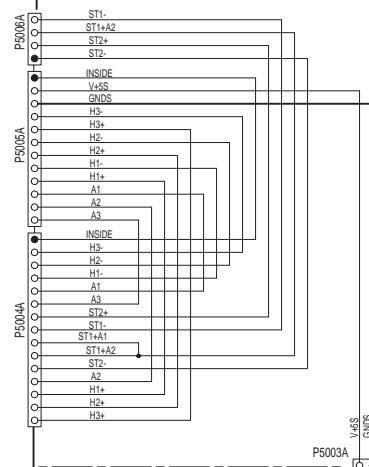 P5006A
ST1-
ST1+A2
ST2+
ST2-
P5005A
INSIDE
V+5S
GNDS
H3-
H3+
H2-
H2+
H1-
H1+
A1
A2
A3
P5004A
INSIDE
H3-
H2-
H1-
A1
A3
ST2+
ST1-
ST1+A1
ST1+A2
ST2-
A2
H1+
H2+
H3+
V+5S
GNDS
P5003A